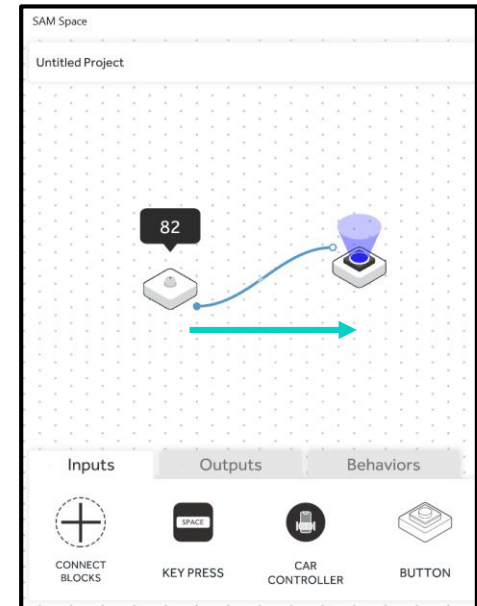 SAM Space
Untitled Project
82
Inputs Outputs Behaviors
SPACE
CONNECT BLOCKS
KEY PRESS
CAR CONTROLLER
BUTTON